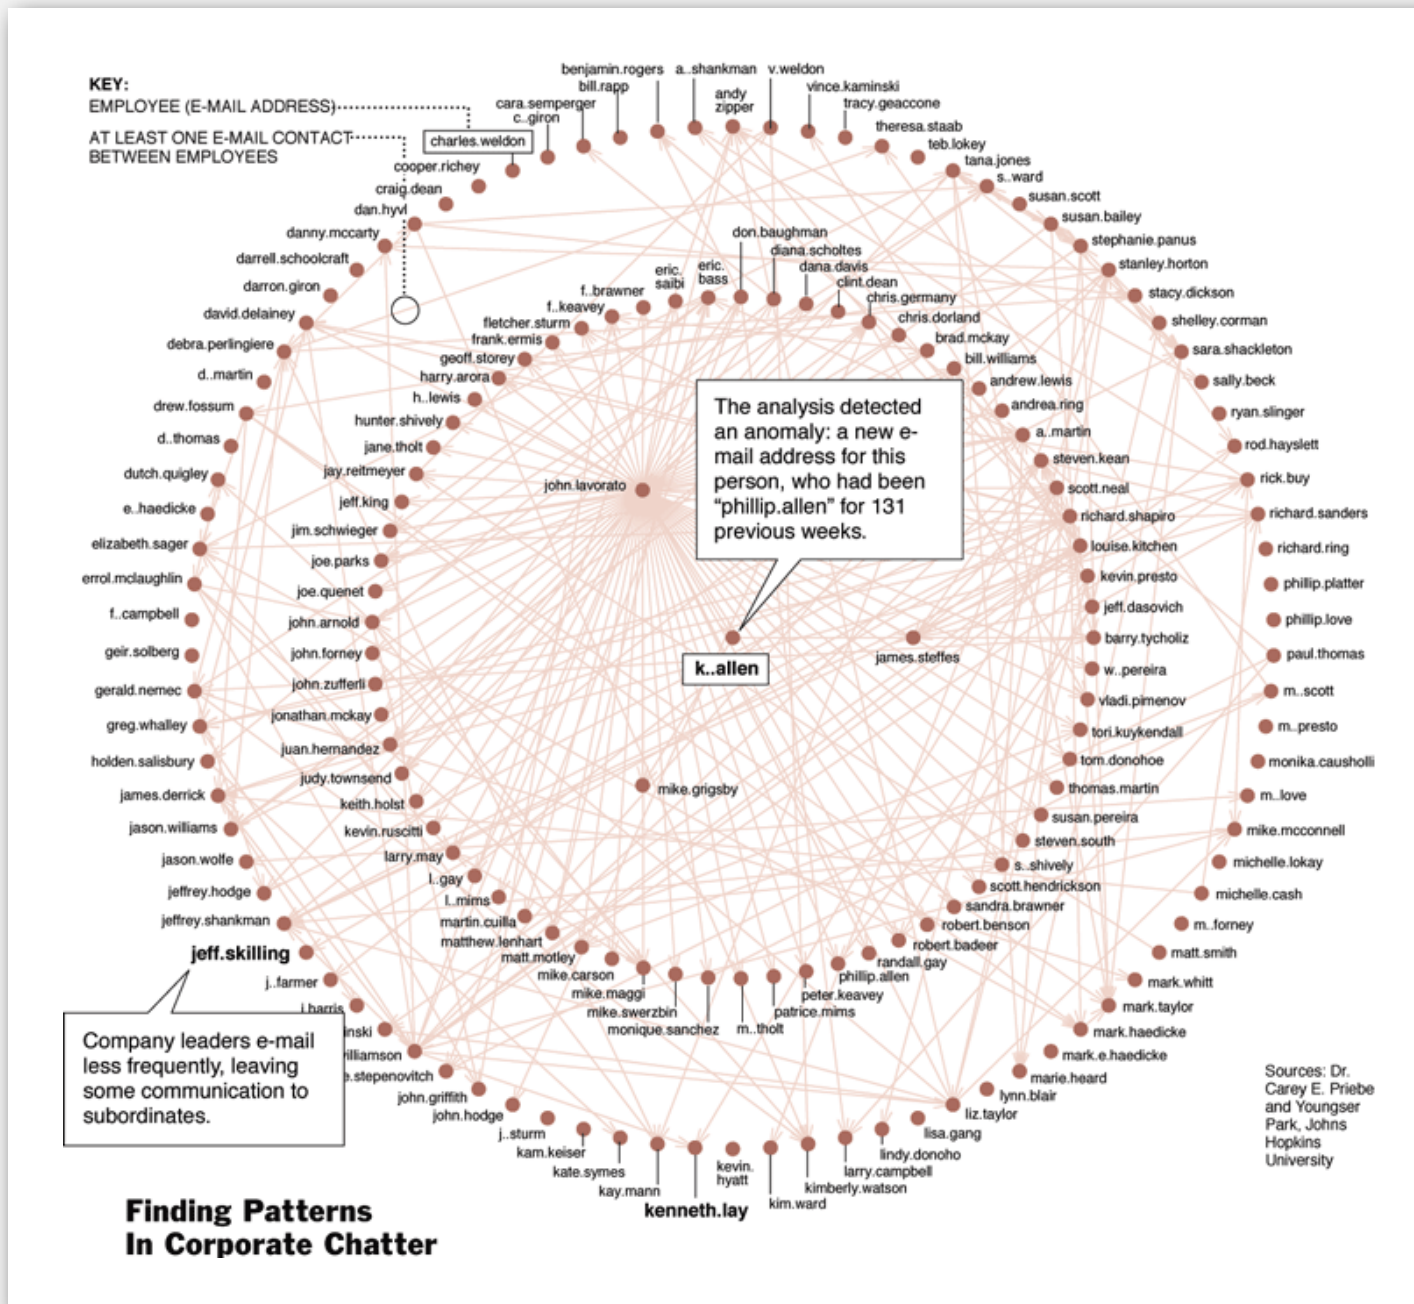 KEY:
EMPLOYEE (E-MAIL ADDRESS)
AT LEAST ONE E-MAIL CONTACT
BETWEEN EMPLOYEES
benjamin.rogers
a..shankman
v.weldon
bill.rapp
andy
zipper
vince.kaminski
cara.semperger
tracy.geaccone
c..giron
theresa.staab
charles.weldon
teb.lokey
cooper.richey
tana.jones
craig.dean
s..ward
dan.hyvl
susan.scott
danny.mccarty
susan.bailey
darrell.schoolcraft
stephanie.panus
darron.giron
stanley.horton
david.delainey
stacy.dickson
debra.perlingiere
shelley.corman
d..martin
sara.shackleton
drew.fossum
sally.beck
d..thomas
ryan.slinger
dutch.quigley
rod.hayslett
e..haedicke
rick.buy
elizabeth.sager
richard.sanders
errol.mclaughlin
richard.ring
f..campbell
phillip.platter
geir.solberg
phillip.love
gerald.nemec
paul.thomas
greg.whalley
m..scott
holden.salisbury
m..presto
james.derrick
monika.causholli
jason.williams
m..love
jason.wolfe
mike.mcconnell
jeffrey.hodge
michelle.lokay
jeffrey.shankman
michelle.cash
jeff.skilling
m..forney
j..farmer
matt.smith
j.harris
mark.whitt
inski
mark.taylor
illiamson
mark.haedicke
e.stepenovitch
mark.e.haedicke
john.griffith
marie.heard
john.hodge
lynn.blair
j..sturm
liz.taylor
kam.keiser
lisa.gang
kate.symes
lindy.donoho
kay.mann
larry.campbell
kenneth.lay
kevin.
hyatt
kimberly.watson
kim.ward
don.baughman
diana.scholtes
dana.davis
clint.dean
chris.germany
chris.dorland
brad.mckay
bill.williams
andrew.lewis
andrea.ring
a..martin
steven.kean
scott.neal
richard.shapiro
louise.kitchen
kevin.presto
jeff.dasovich
barry.tycholiz
w..pereira
vladi.pimenov
tori.kuykendall
tom.donohoe
thomas.martin
susan.pereira
steven.south
s..shively
scott.hendrickson
sandra.brawner
robert.benson
robert.badeer
randall.gay
phillip.allen
peter.keavey
patrice.mims
m..tholt
monique.sanchez
mike.swerzbin
mike.maggi
mike.carson
matt.motley
matthew.lenhart
martin.cuilla
l..mims
l..gay
larry.may
kevin.ruscitti
keith.holst
judy.townsend
juan.hernandez
jonathan.mckay
john.zufferli
john.forney
john.arnold
joe.quenet
joe.parks
jim.schwieger
jeff.king
jay.reitmeyer
jane.tholt
hunter.shively
h..lewis
harry.arora
geoff.storey
frank.ermis
fletcher.sturm
f..keavey
f..brawner
eric.
saibi
eric.
bass
john.lavorato
The analysis detected
an anomaly: a new e-
mail address for this
person, who had been
“phillip.allen” for 131
previous weeks.
k..allen
james.steffes
mike.grigsby
Company leaders e-mail
less frequently, leaving
some communication to
subordinates.
Sources: Dr.
Carey E. Priebe
and Youngser
Park, Johns
Hopkins
University
Finding Patterns
In Corporate Chatter